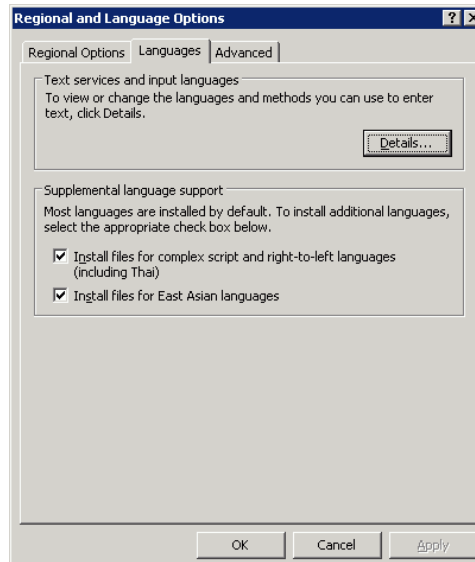 Regional and Language Options
Regional Options Languages Advanced
Text services and input languages
To view or change the languages and methods you can use to enter
text, click Details.
Details...
Supplemental language support
Most languages are installed by default. To install additional languages,
select the appropriate check box below.
Install files for complex script and right-to-left languages
(including Thai)
Install files for East Asian languages
OK Cancel Apply